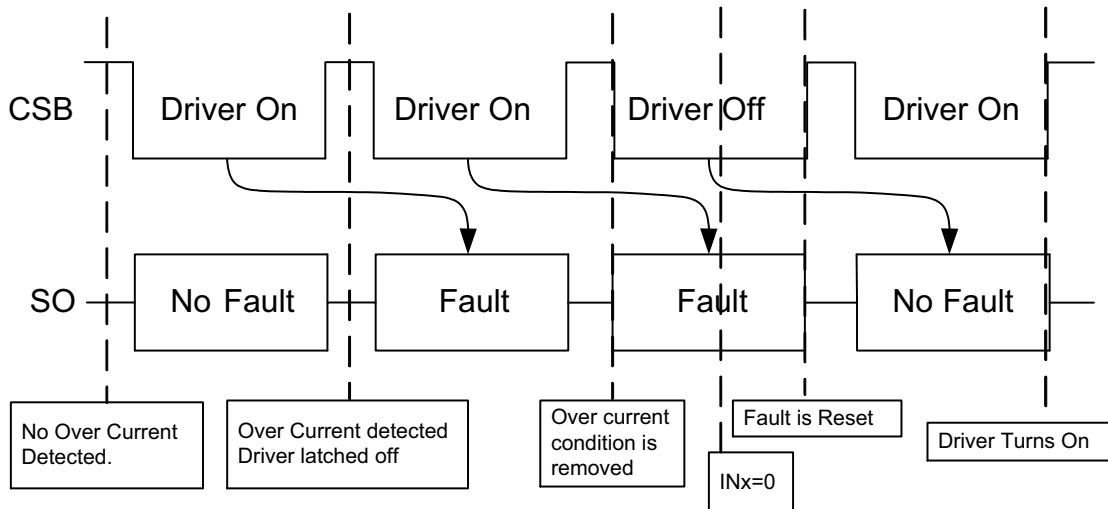 CSB
Driver On
Driver On
Driver Off
Driver On
SO
No Fault
Fault
Fault
No Fault
No Over Current
Detected.
Over Current detected
Driver latched off
Over current
condition is
removed
INx=0
Fault is Reset
Driver Turns On